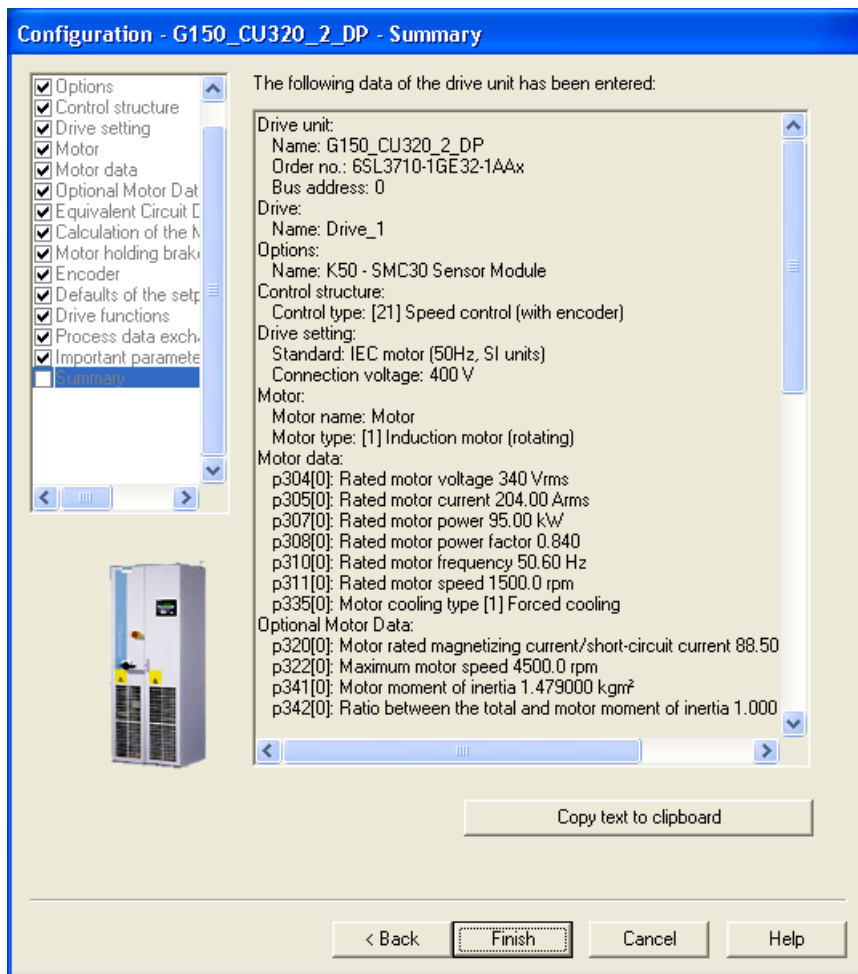 Configuration - G150_CU320_2_DP - Summary
Options
Control structure
Drive setting
Motor
Motor data
Optional Motor Dat
Equivalent Circuit D
Calculation of the M
Motor holding brake
Encoder
Defaults of the setp
Drive functions
Process data exch
Important paramete
Summary
The following data of the drive unit has been entered:
Drive unit:
Name: G150_CU320_2_DP
Order no.: 6SL3710-1GE32-1AAx
Bus address: 0
Drive:
Name: Drive_1
Options:
Name: K50 - SMC30 Sensor Module
Control structure:
Control type: [21] Speed control (with encoder)
Drive setting:
Standard: IEC motor (50Hz, SI units)
Connection voltage: 400 V
Motor:
Motor name: Motor
Motor type: [1] Induction motor (rotating)
Motor data:
p304[0]: Rated motor voltage 340 Vrms
p305[0]: Rated motor current 204.00 Arms
p307[0]: Rated motor power 95.00 kW
p308[0]: Rated motor power factor 0.840
p310[0]: Rated motor frequency 50.60 Hz
p311[0]: Rated motor speed 1500.0 rpm
p335[0]: Motor cooling type [1] Forced cooling
Optional Motor Data:
p320[0]: Motor rated magnetizing current/short-circuit current 88.50
p322[0]: Maximum motor speed 4500.0 rpm
p341[0]: Motor moment of inertia 1.479000 kgm²
p342[0]: Ratio between the total and motor moment of inertia 1.000
Copy text to clipboard
< Back
Finish
Cancel
Help